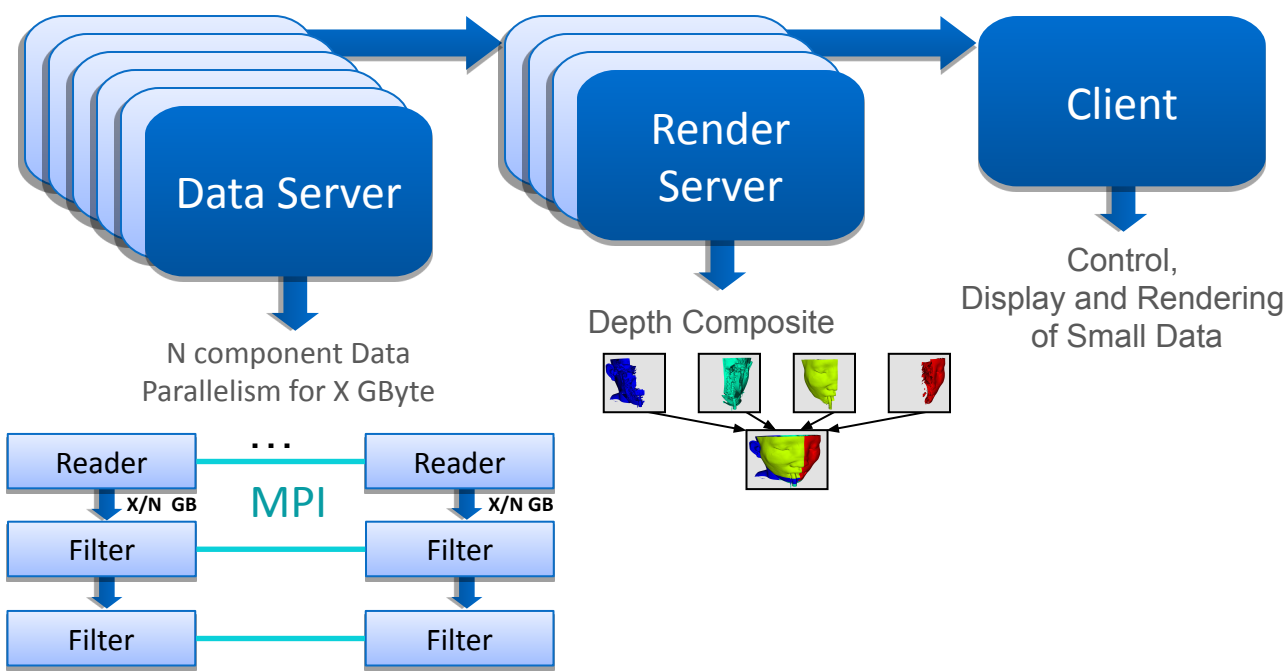 Data Server
Render
Server
Client
N component Data
Parallelism for X GByte
Depth Composite
Control,
Display and Rendering
of Small Data
...
Reader
Reader
X/N GB
MPI
X/N GB
Filter
Filter
Filter
Filter